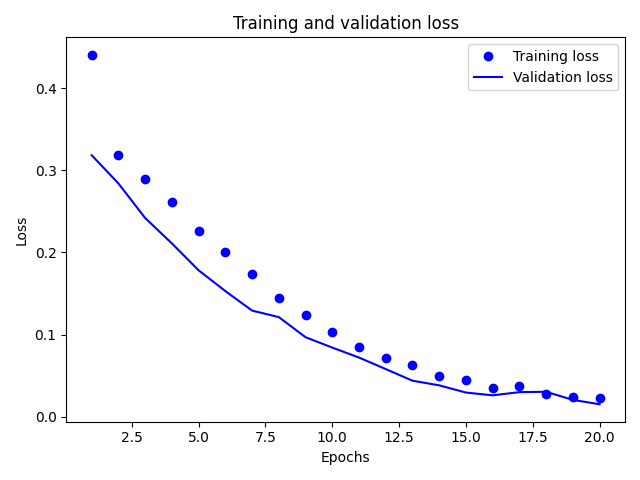 Training and validation loss
Training loss
Validation loss
Loss
0.4
0.3
0.2
0.1
0.0
2.5 5.0 7.5 10.0 12.5 15.0 17.5 20.0
Epochs